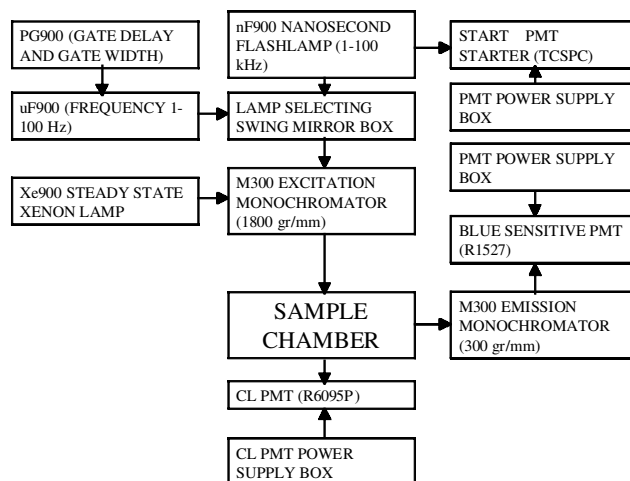 PG900 (GATE DELAY
AND GATE WIDTH)
nF900 NANOSECOND
FLASHLAMP (1-100
kHz)
START PMT
STARTER (TCSPC)
uF900 (FREQUENCY 1-
100 Hz)
LAMP SELECTING
SWING MIRROR BOX
PMT POWER SUPPLY
BOX
Xe900 STEADY STATE
XENON LAMP
M300 EXCITATION
MONOCHROMATOR
(1800 gr/mm)
PMT POWER SUPPLY
BOX
BLUE SENSITIVE PMT
(R1527)
SAMPLE
CHAMBER
M300 EMISSION
MONOCHROMATOR
(300 gr/mm)
CL PMT (R6095P)
CL PMT POWER
SUPPLY BOX